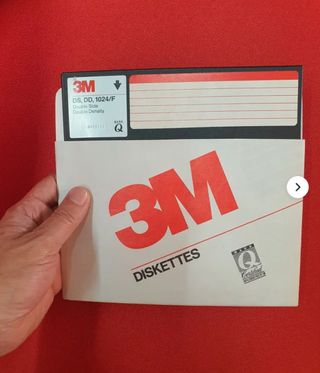 3M
DS, DD, 1024/F
Double Side
Double Density
Q
3M
DISKETTES
Q